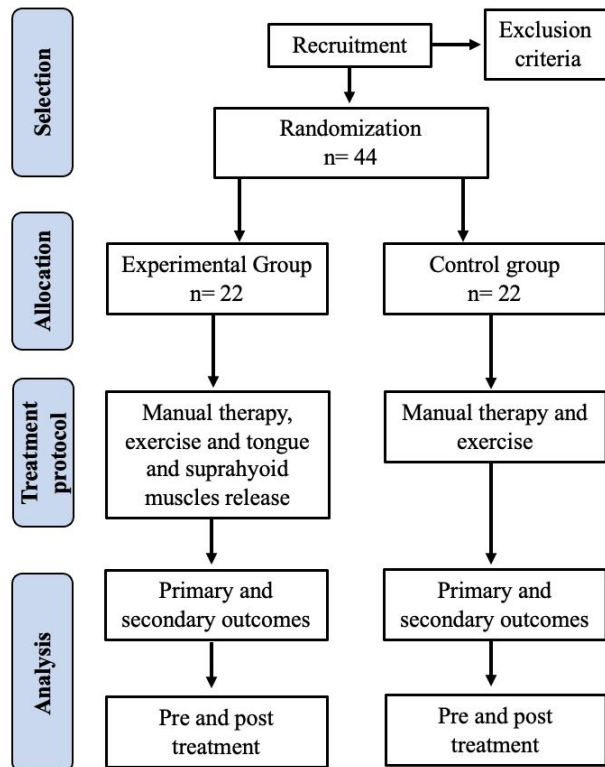 Selection
Recruitment
Exclusion
criteria
Randomization
n= 44
Allocation
Experimental Group
n= 22
Control group
n= 22
Treatment
protocol
Manual therapy,
exercise and tongue
and suprahyoid
muscles release
Manual therapy and
exercise
Analysis
Primary and
secondary outcomes
Primary and
secondary outcomes
Pre and post
treatment
Pre and post
treatment